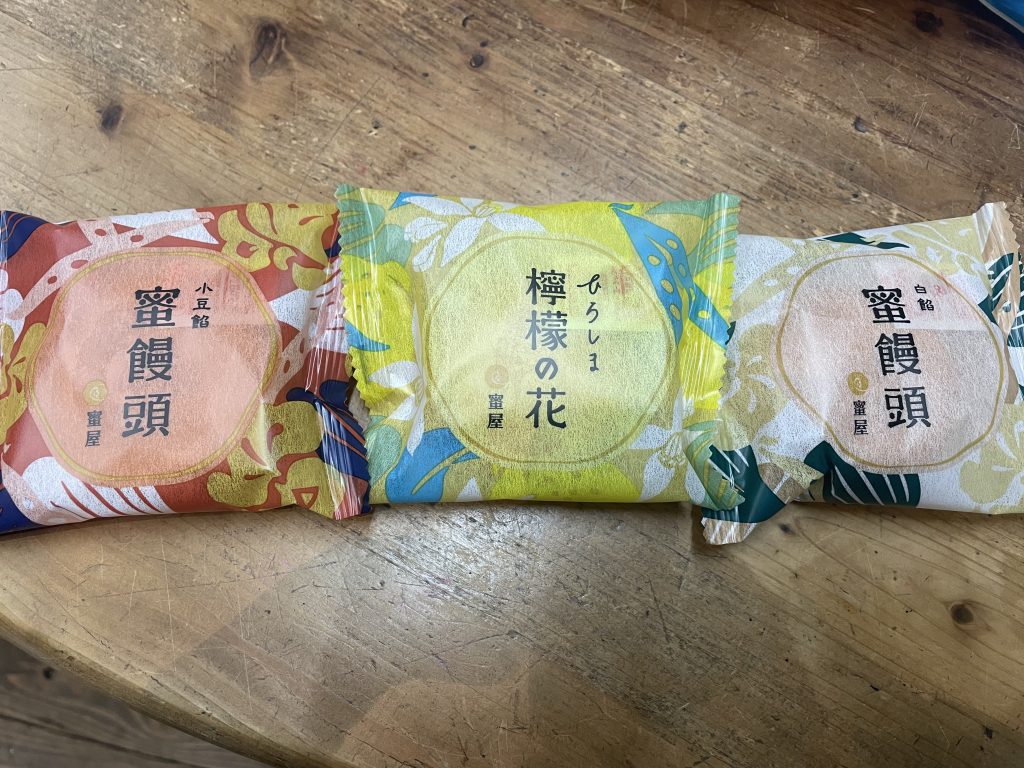 小豆餡
蜜饅頭
蜜屋
ひろしま
檸檬の花
蜜屋
白餡
蜜饅頭
蜜屋